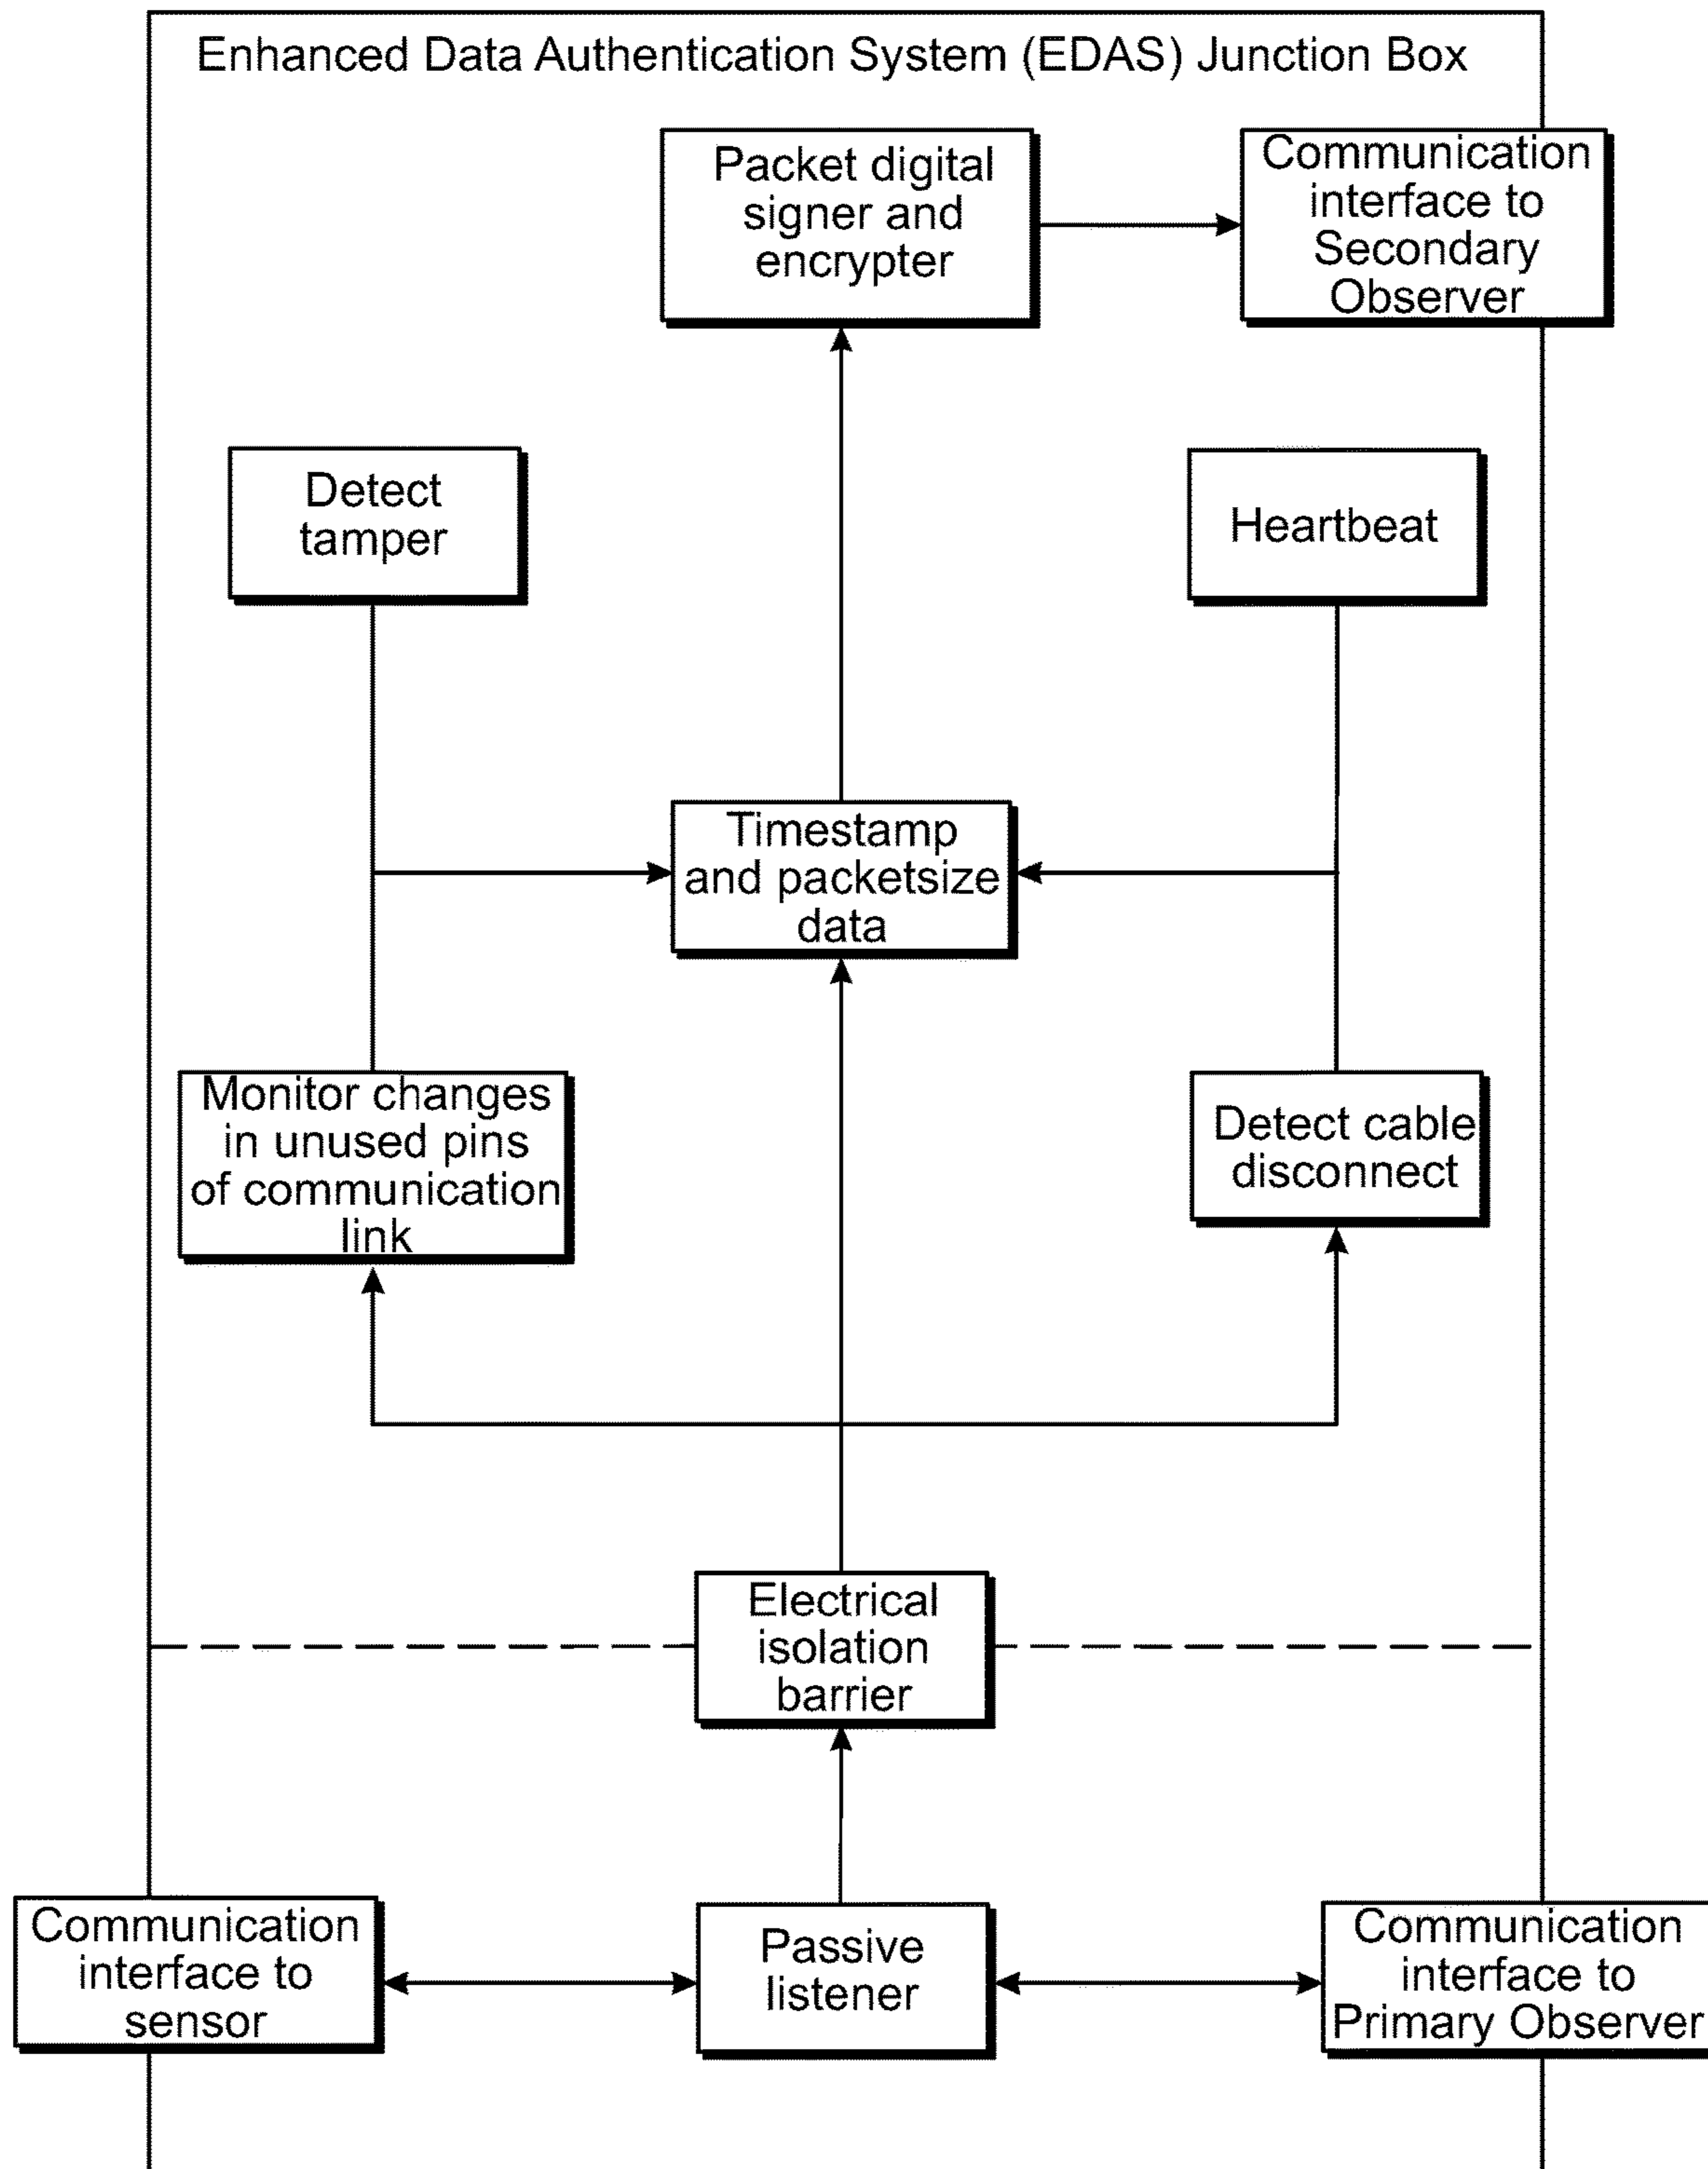 Enhanced Data Authentication System (EDAS) Junction Box
Packet digital
signer and
encrypter
Communication
interface to
Secondary
Observer
Detect
tamper
Heartbeat
Timestamp
and packetsize
data
Monitor changes
in unused pins
of communication
link
Detect cable
disconnect
Electrical
isolation
barrier
Communication
interface to
sensor
Passive
listener
Communication
interface to
Primary Observer